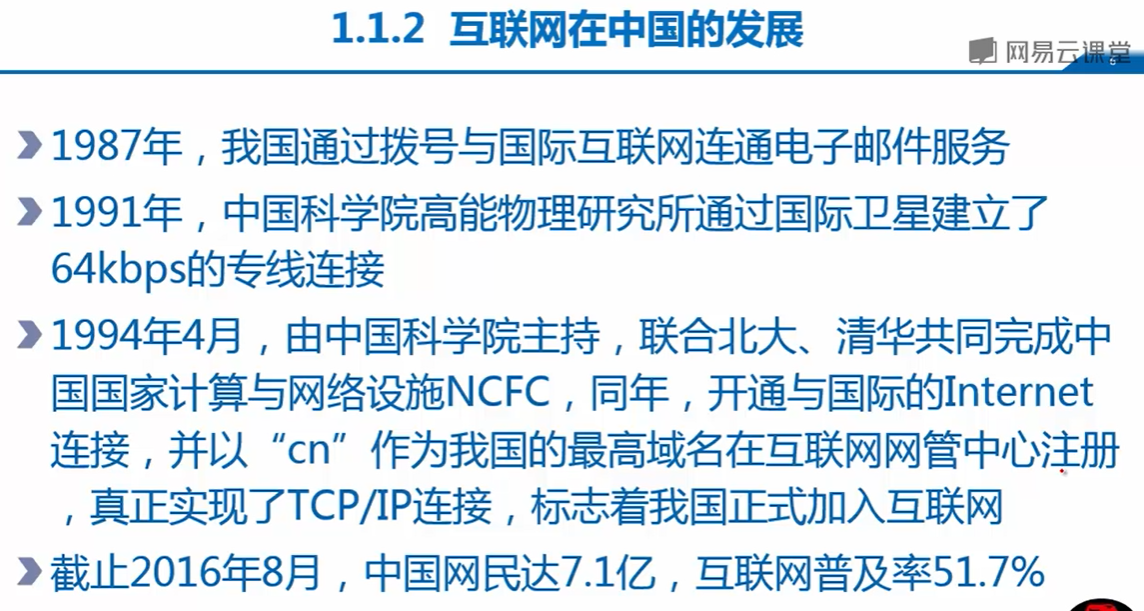 1.1.2 互联网在中国的发展
网易云课堂
6
1987年，我国通过拨号与国际互联网连通电子邮件服务
1991年，中国科学院高能物理研究所通过国际卫星建立了
64kbps的专线连接
1994年4月，由中国科学院主持，联合北大、清华共同完成中
国国家计算与网络设施NCFC，同年，开通与国际的Internet
连接，并以“cn”作为我国的最高域名在互联网网管中心注册
，真正实现了TCP/IP连接，标志着我国正式加入互联网
截止2016年8月，中国网民达7.1亿，互联网普及率51.7%